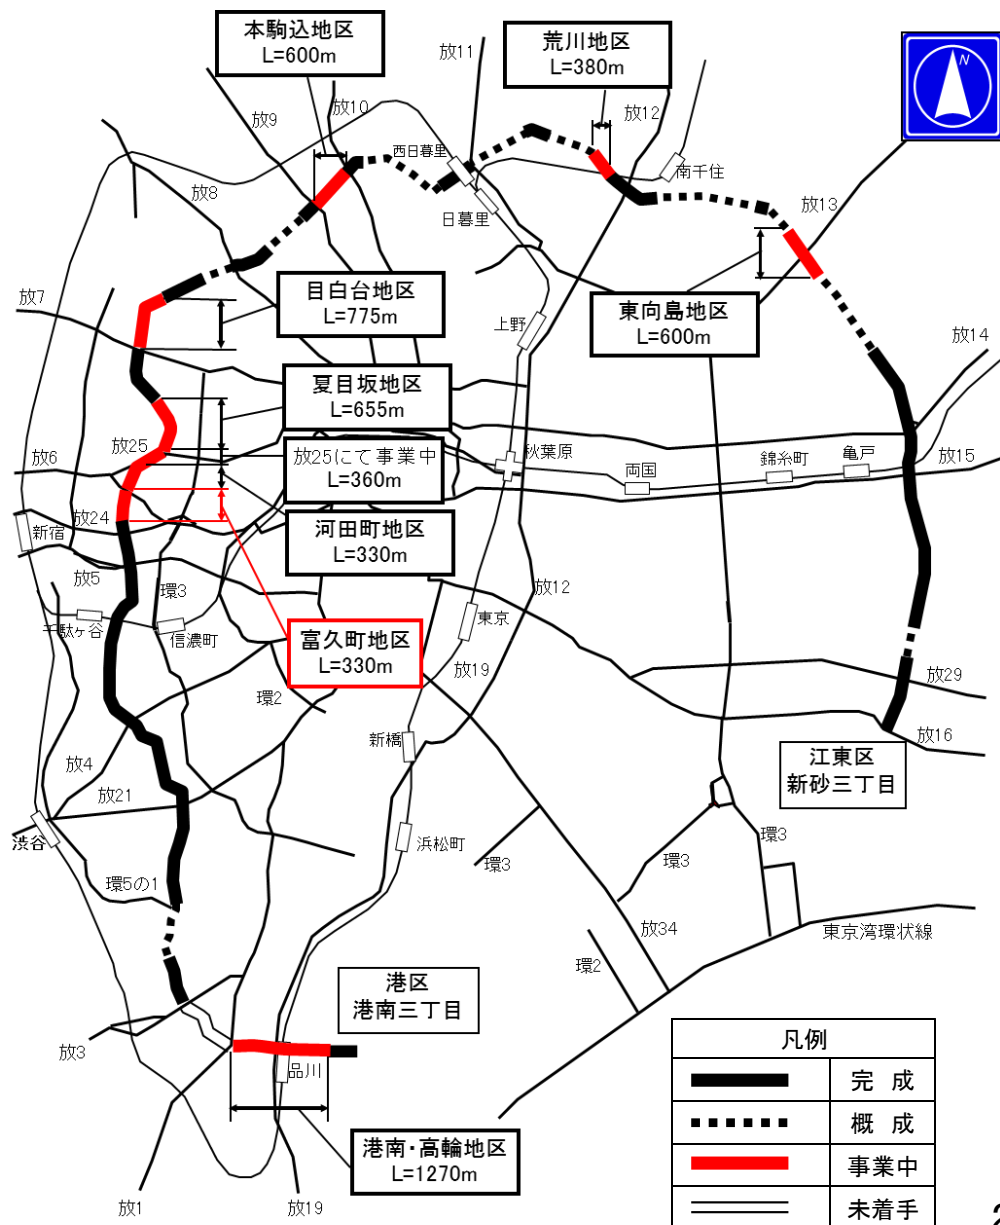 本駒込地区
L=600m
荒川地区
L=380m
N
放11
放12
放10
放9
西日暮里
南千住
放8
日暮里
放13
目白台地区
L=775m
東向島地区
L=600m
放7
上野
放14
夏目坂地区
L=655m
放25
放25にて事業中
L=360m
放6
秋葉原
両国
錦糸町
亀戸
放15
放24
新宿
河田町地区
L=330m
放5
環3
放12
千駄ヶ谷
信濃町
東京
富久町地区
L=330m
放19
環2
放29
新橋
放16
江東区
新砂三丁目
放4
放21
渋谷
浜松町
環3
環3
環3
環5の1
放34
東京湾環状線
環2
港区
港南三丁目
放3
品川
港南・高輪地区
L=1270m
放1
放19
凡例
完 成
概 成
事業中
未着手